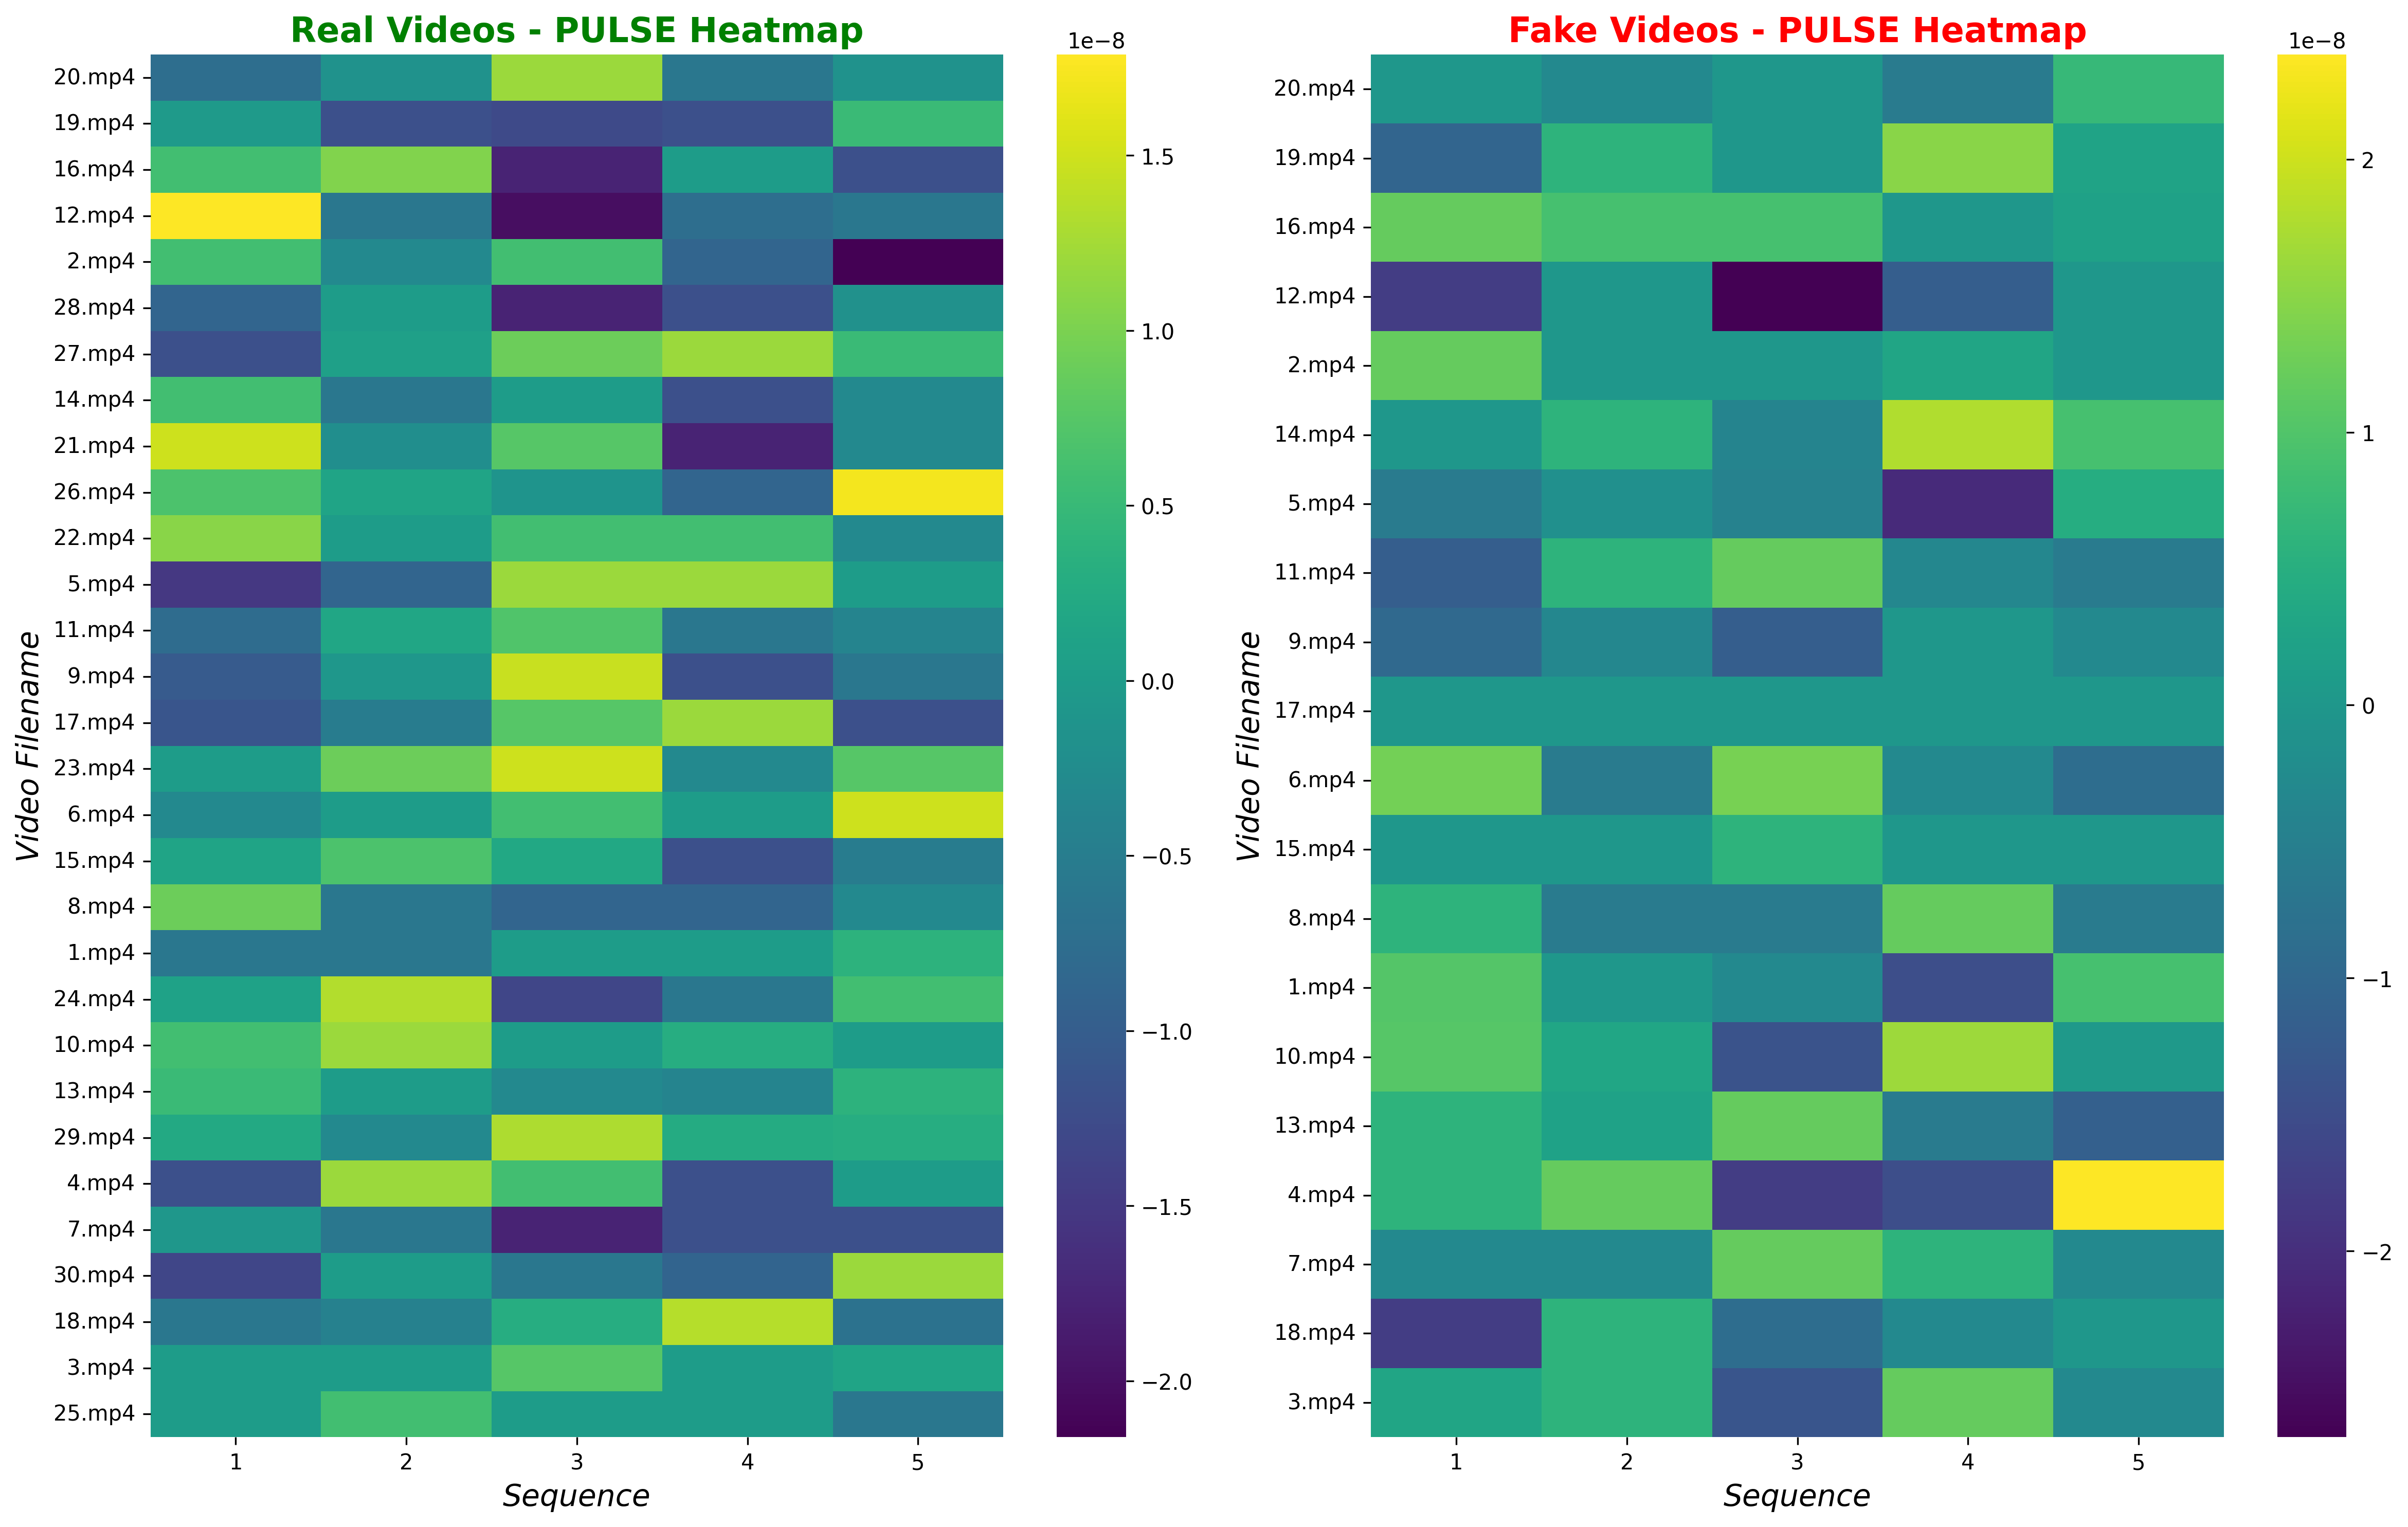 Real Videos - PULSE Heatmap
1e−8
20.mp4
19.mp4
16.mp4
12.mp4
2.mp4
28.mp4
27.mp4
14.mp4
21.mp4
26.mp4
22.mp4
5.mp4
11.mp4
9.mp4
17.mp4
23.mp4
6.mp4
15.mp4
8.mp4
1.mp4
24.mp4
10.mp4
13.mp4
29.mp4
4.mp4
7.mp4
30.mp4
18.mp4
3.mp4
25.mp4
Video Filename
1 2 3 4 5
Sequence
1.5
1.0
0.5
0.0
−0.5
−1.0
−1.5
−2.0
Fake Videos - PULSE Heatmap
1e−8
20.mp4
19.mp4
16.mp4
12.mp4
2.mp4
14.mp4
5.mp4
11.mp4
9.mp4
17.mp4
6.mp4
15.mp4
8.mp4
1.mp4
10.mp4
13.mp4
4.mp4
7.mp4
18.mp4
3.mp4
Video Filename
1 2 3 4 5
Sequence
2
1
0
−1
−2